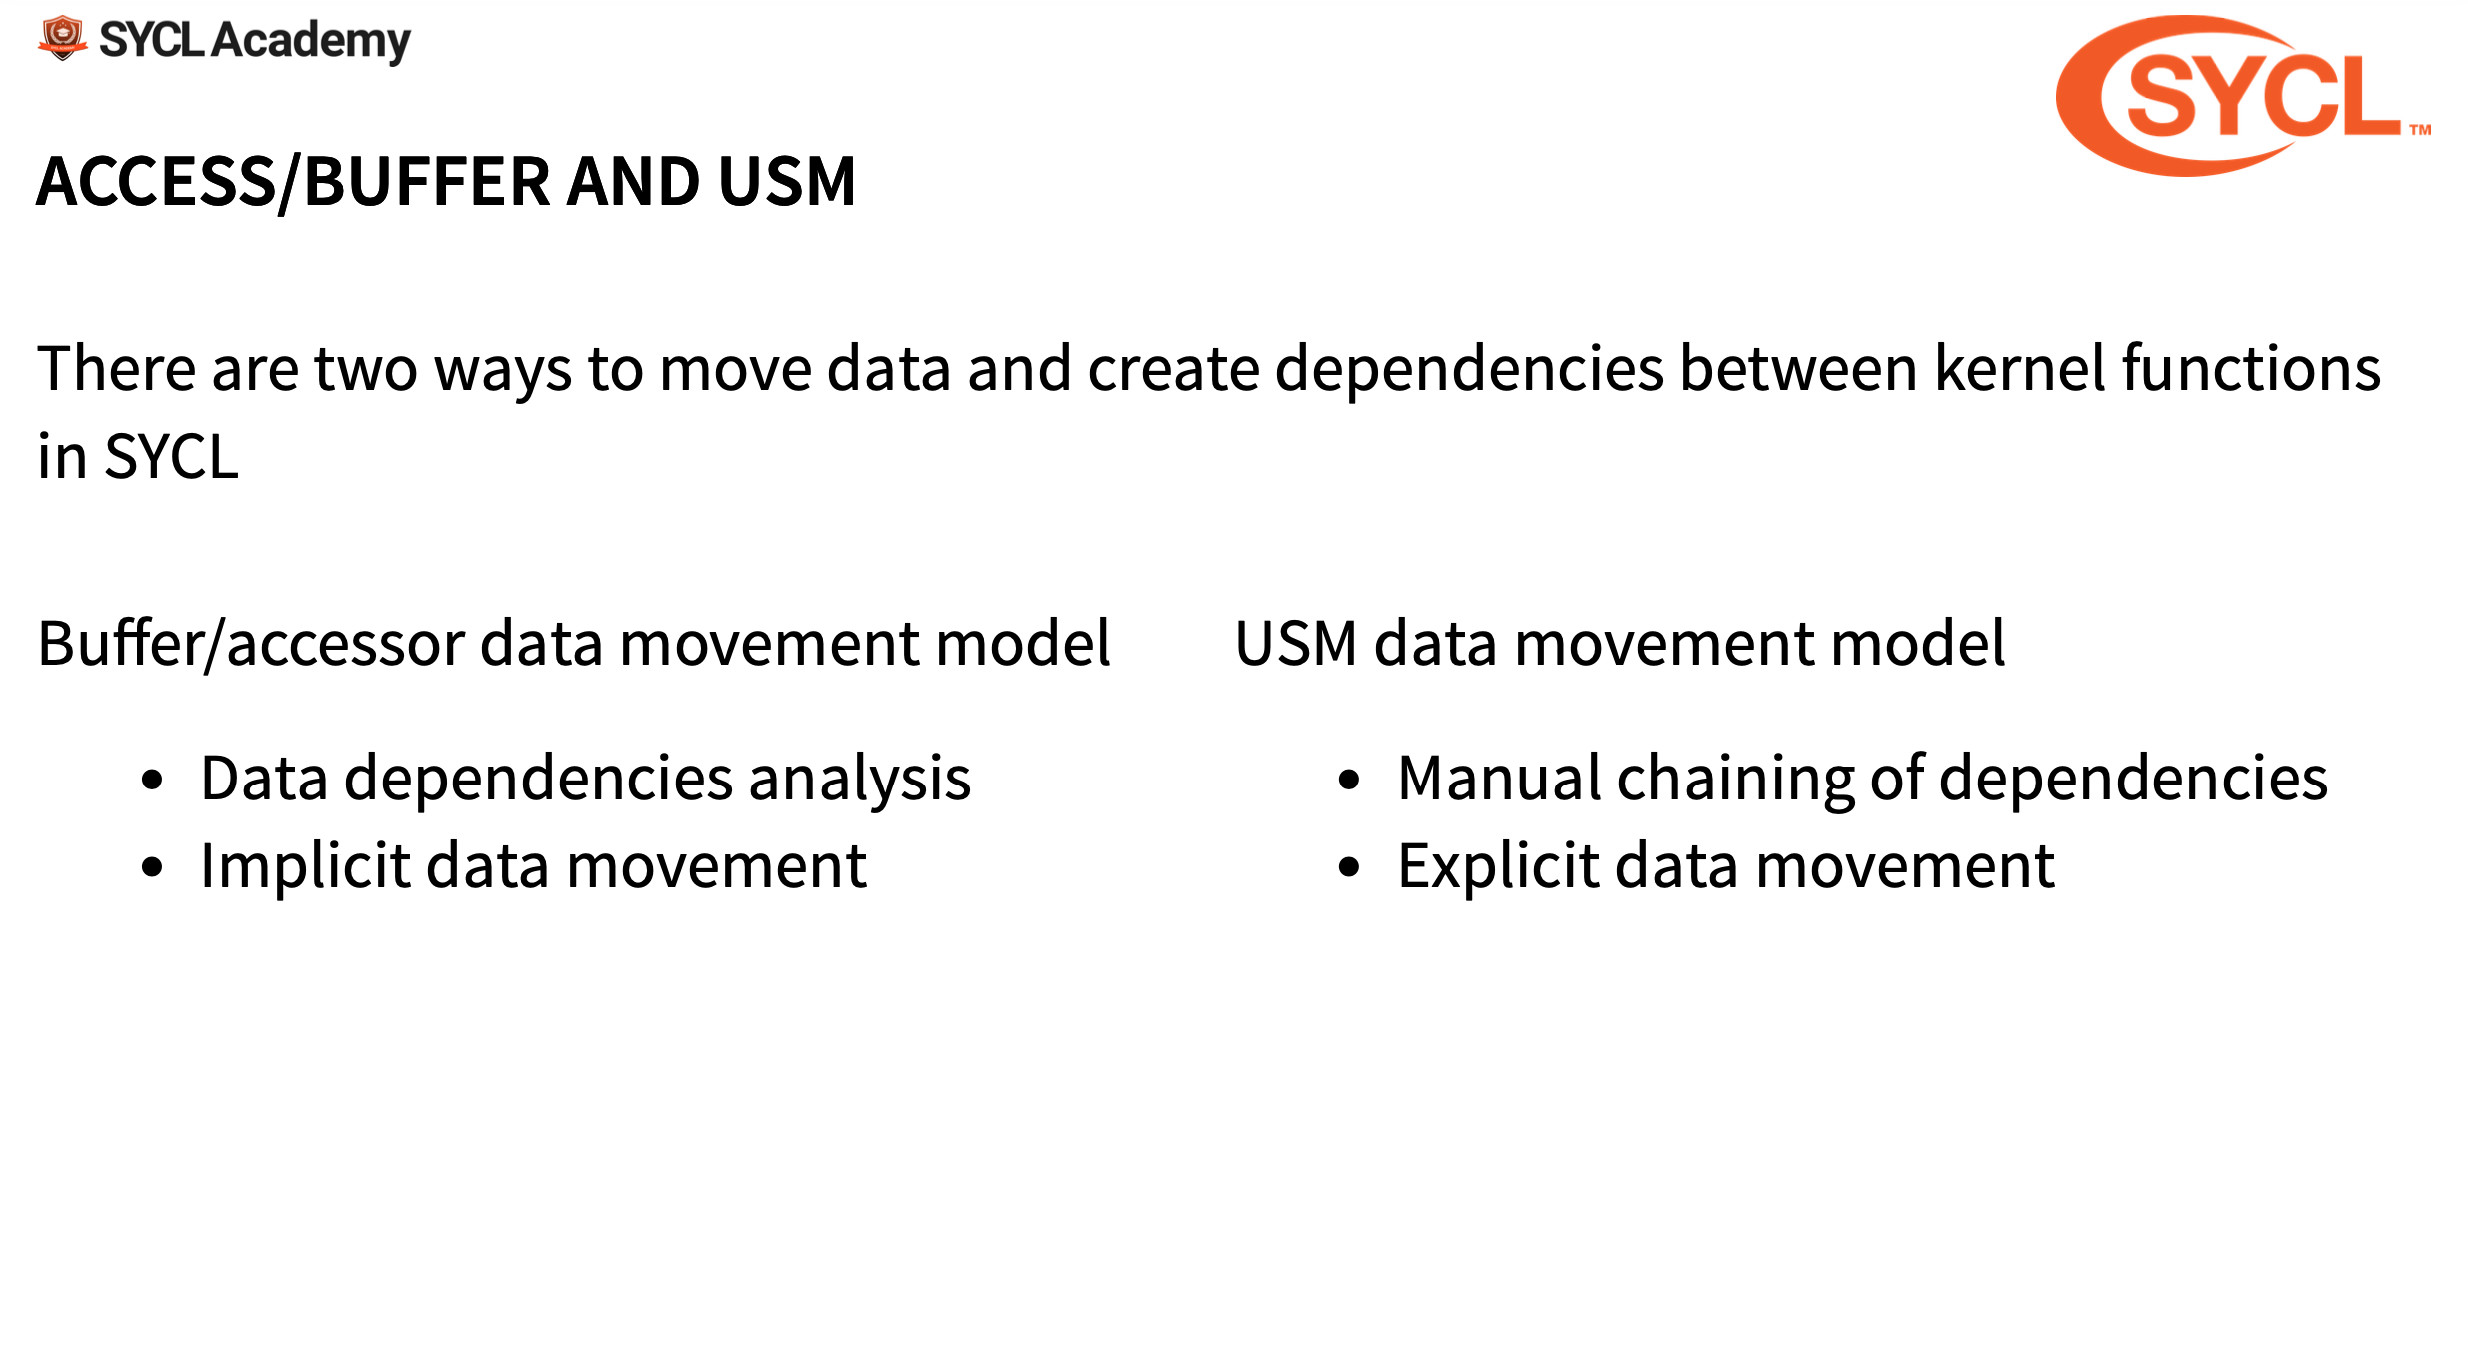 SYCL Academy
SYCL™
ACCESS/BUFFER AND USM
There are two ways to move data and create dependencies between kernel functions
in SYCL
Buffer/accessor data movement model
• Data dependencies analysis
• Implicit data movement
USM data movement model
• Manual chaining of dependencies
• Explicit data movement